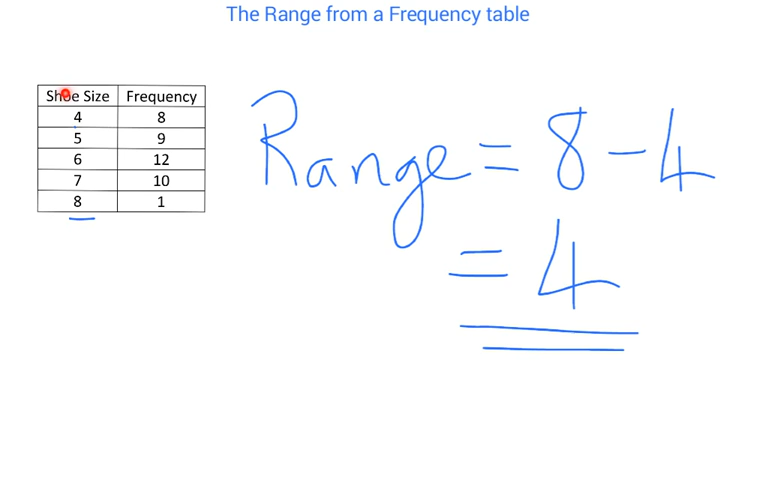 The Range from a Frequency table
Shoe Size Frequency
4 8
5 9
6 12
7 10
8 1
Range = 8 - 4
= 4